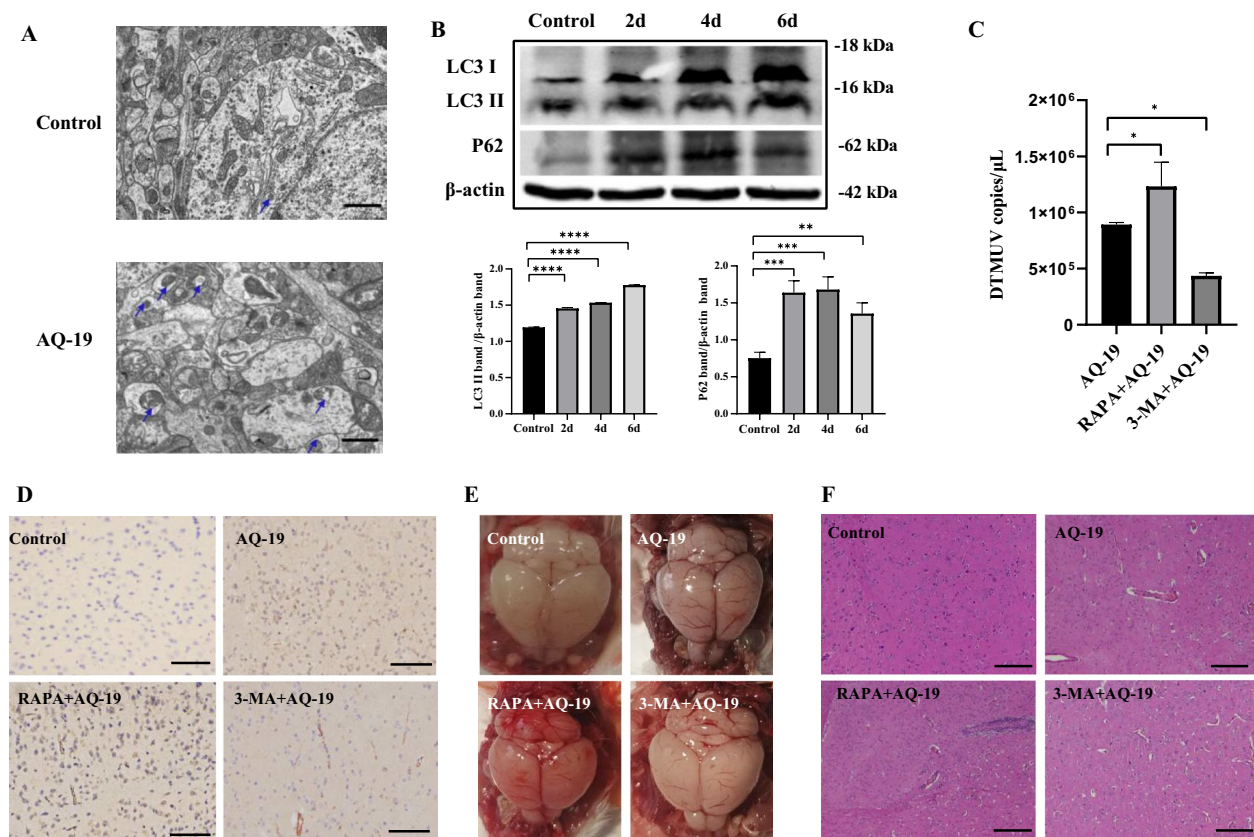 A
Control
AQ-19
B
Control 2d 4d 6d
LC3 I
LC3 II
P62
β-actin
-18 kDa
-16 kDa
-62 kDa
-42 kDa
LC3 II band /β-actin band
2.0
1.5
1.0
0.5
0.0
****
****
****
Control 2d 4d 6d
P62 band/β-actin band
2.0
1.5
1.0
0.5
0.0
**
***
***
Control 2d 4d 6d
C
DTMUV copies/μL
2×10⁶
1.5×10⁶
1×10⁶
5×10⁵
0
*
*
AQ-19
RAPA+AQ-19
3-MA+AQ-19
D
Control
AQ-19
RAPA+AQ-19
3-MA+AQ-19
E
Control
AQ-19
RAPA+AQ-19
3-MA+AQ-19
F
Control
AQ-19
RAPA+AQ-19
3-MA+AQ-19